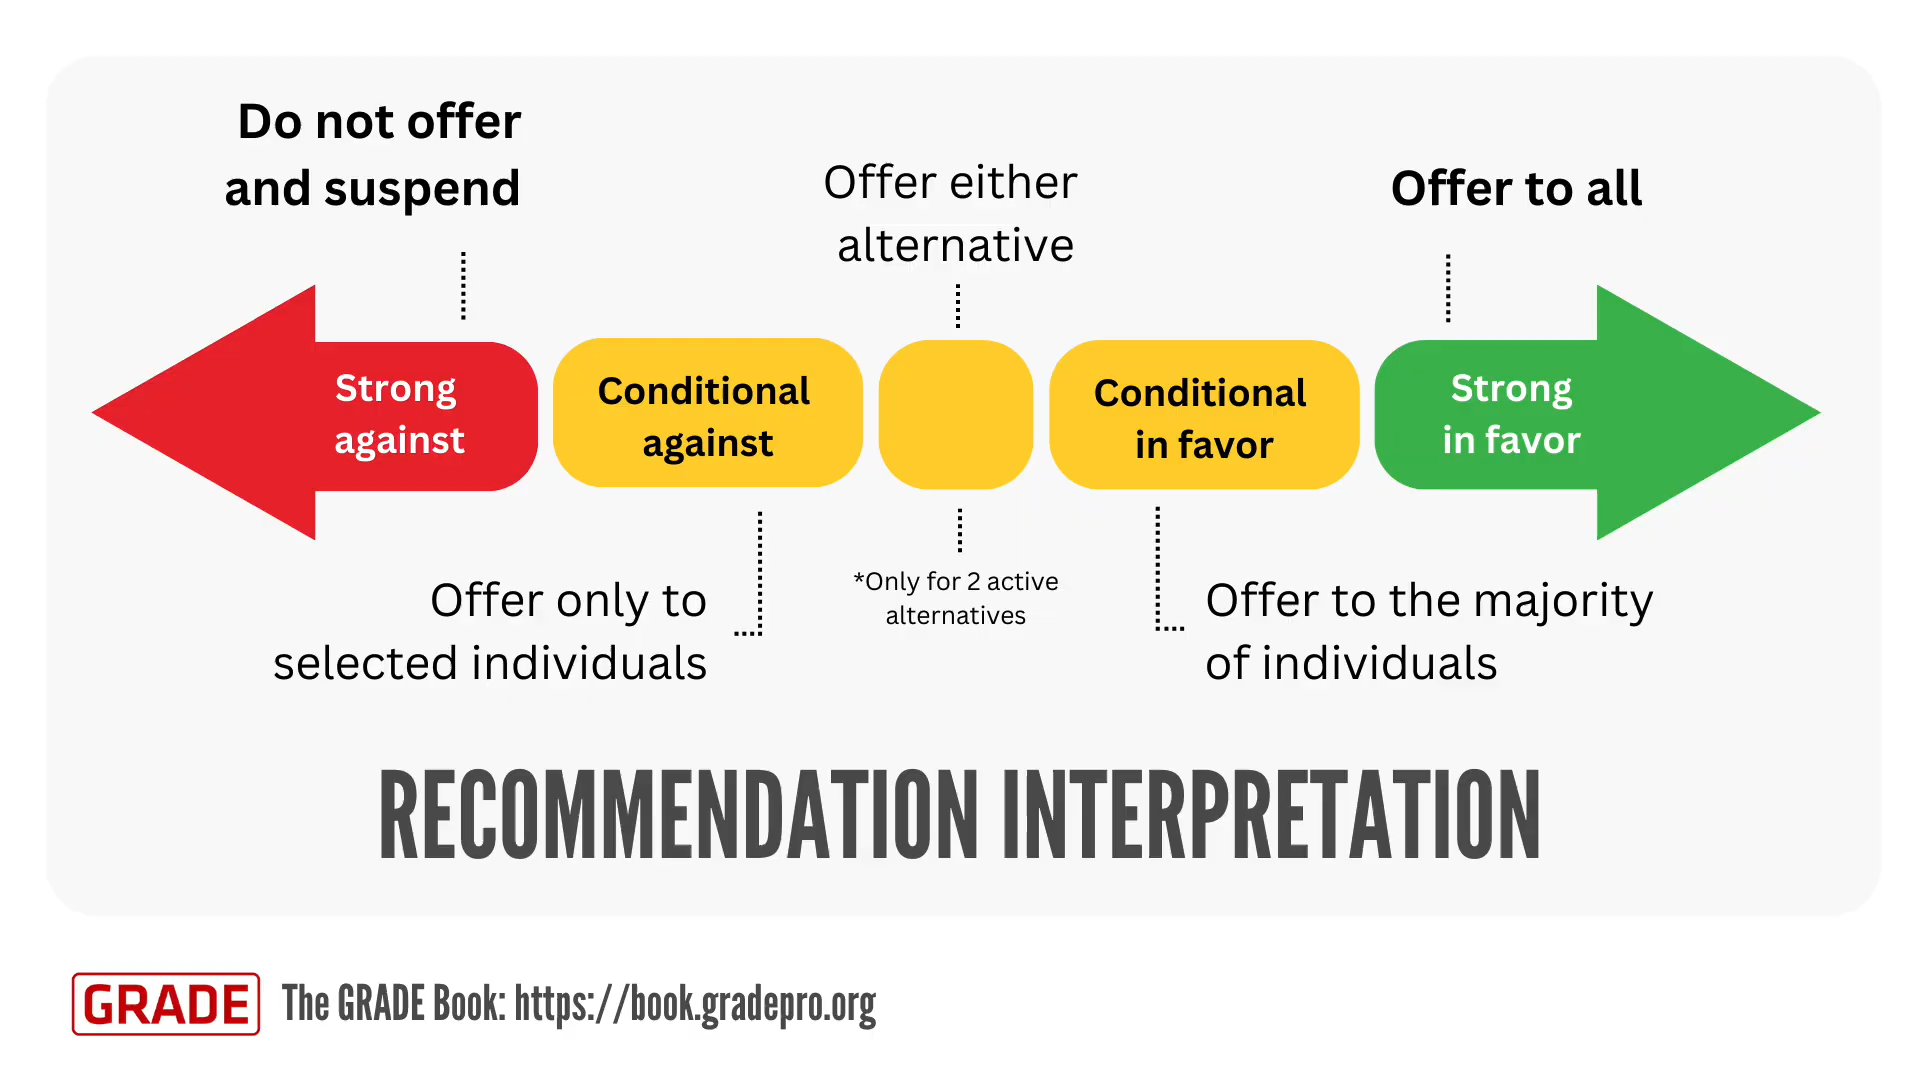 Do not offer
and suspend
Offer either
alternative
Offer to all
Strong
against
Conditional
against
Conditional
in favor
Strong
in favor
Offer only to
selected individuals
*Only for 2 active
alternatives
Offer to the majority
of individuals
RECOMMENDATION INTERPRETATION
GRADE The GRADE Book: https://book.gradepro.org